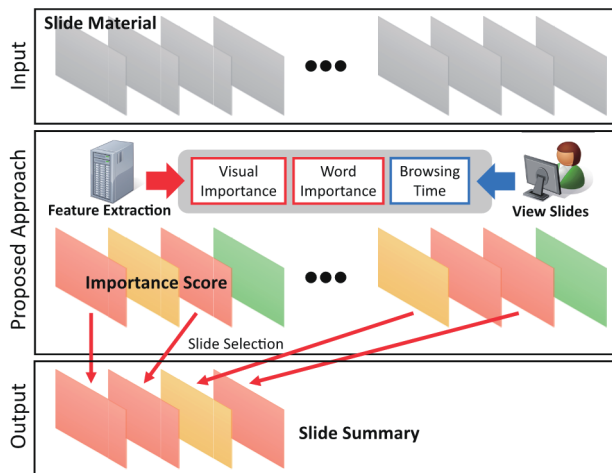 Input
Slide Material
Proposed Approach
Visual
Importance
Word
Importance
Browsing
Time
Feature Extraction
View Slides
Importance Score
Slide Selection
Output
Slide Summary